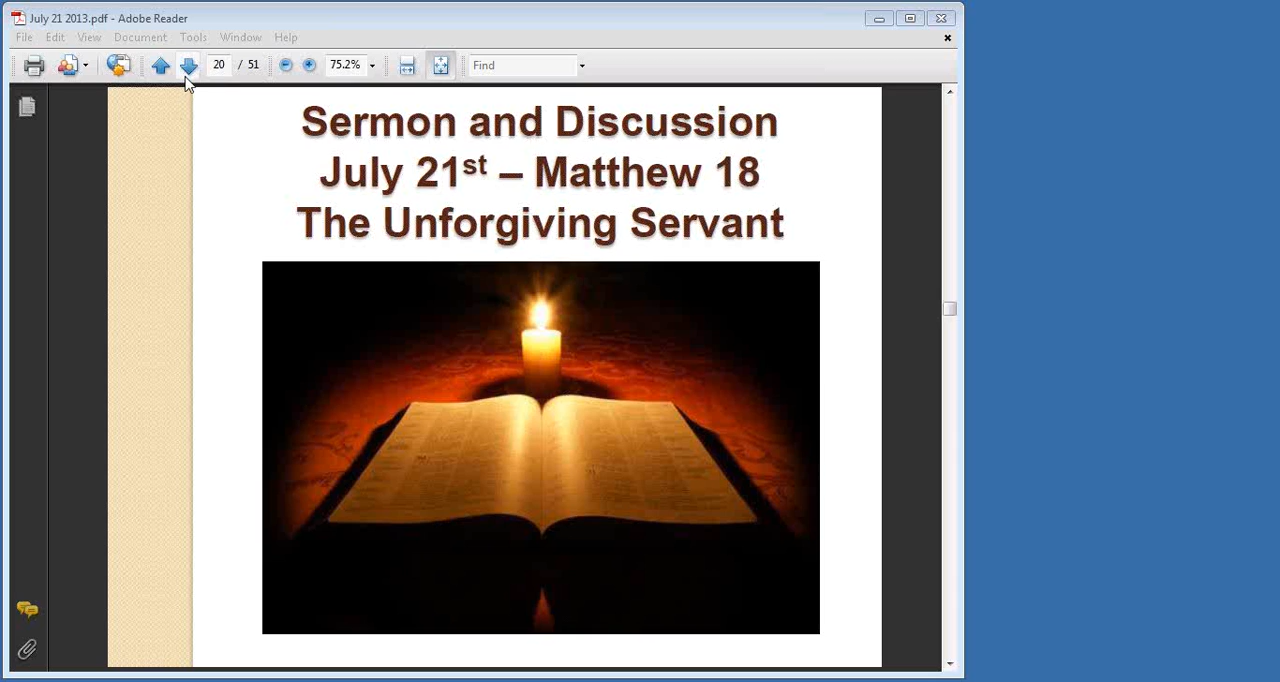 July 21 2013.pdf - Adobe Reader
File Edit View Document Tools Window Help
20 / 51 75.2% Find
Sermon and Discussion
July 21st – Matthew 18
The Unforgiving Servant